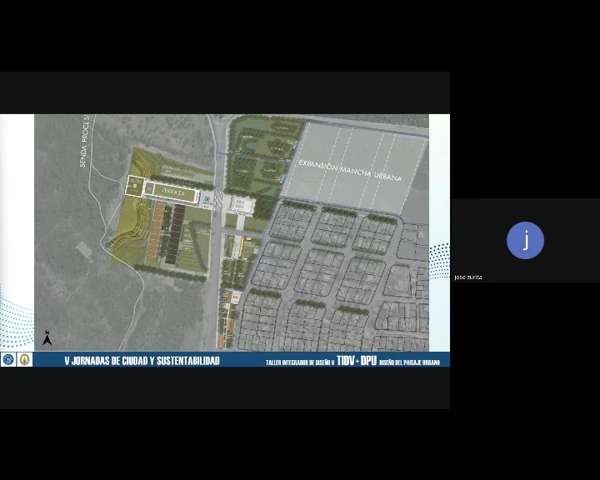 SENDA PROCES
EXPANSIÓN MANCHA URBANA
TERRAZA
N
j
jose zurita
V JORNADAS DE CIUDAD Y SUSTENTABILIDAD
TALLER INTEGRADOR DE DISEÑO V TIDV + DPU DISEÑO DEL PAISAJE URBANO